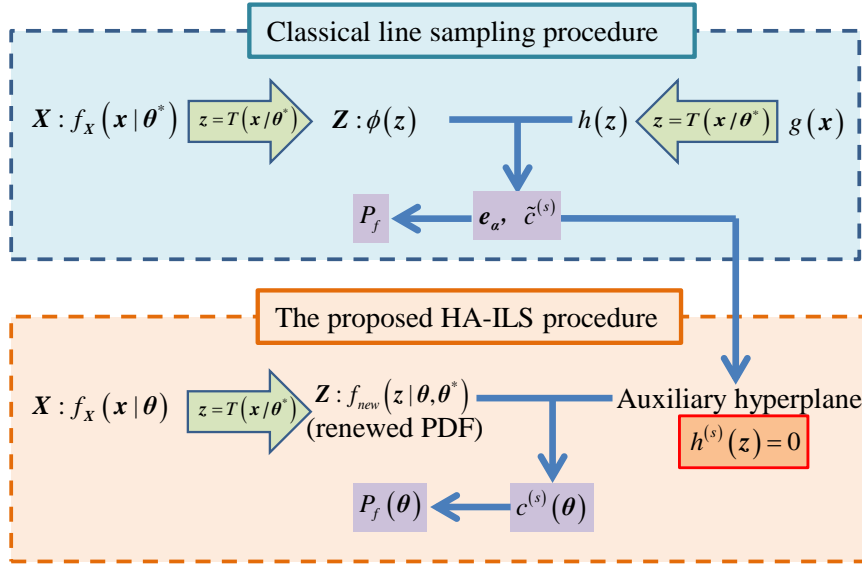 Classical line sampling procedure
X : f_X(x | θ*) z = T(x/θ*) Z : ϕ(z) h(z) z = T(x/θ*) g(x)
P_f e_α, c̃^(s)
The proposed HA-ILS procedure
X : f_X(x | θ) z = T(x/θ*) Z : f_new(z | θ, θ*) Auxiliary hyperplane
(renewed PDF) h^(s)(z) = 0
P_f(θ) c^(s)(θ)